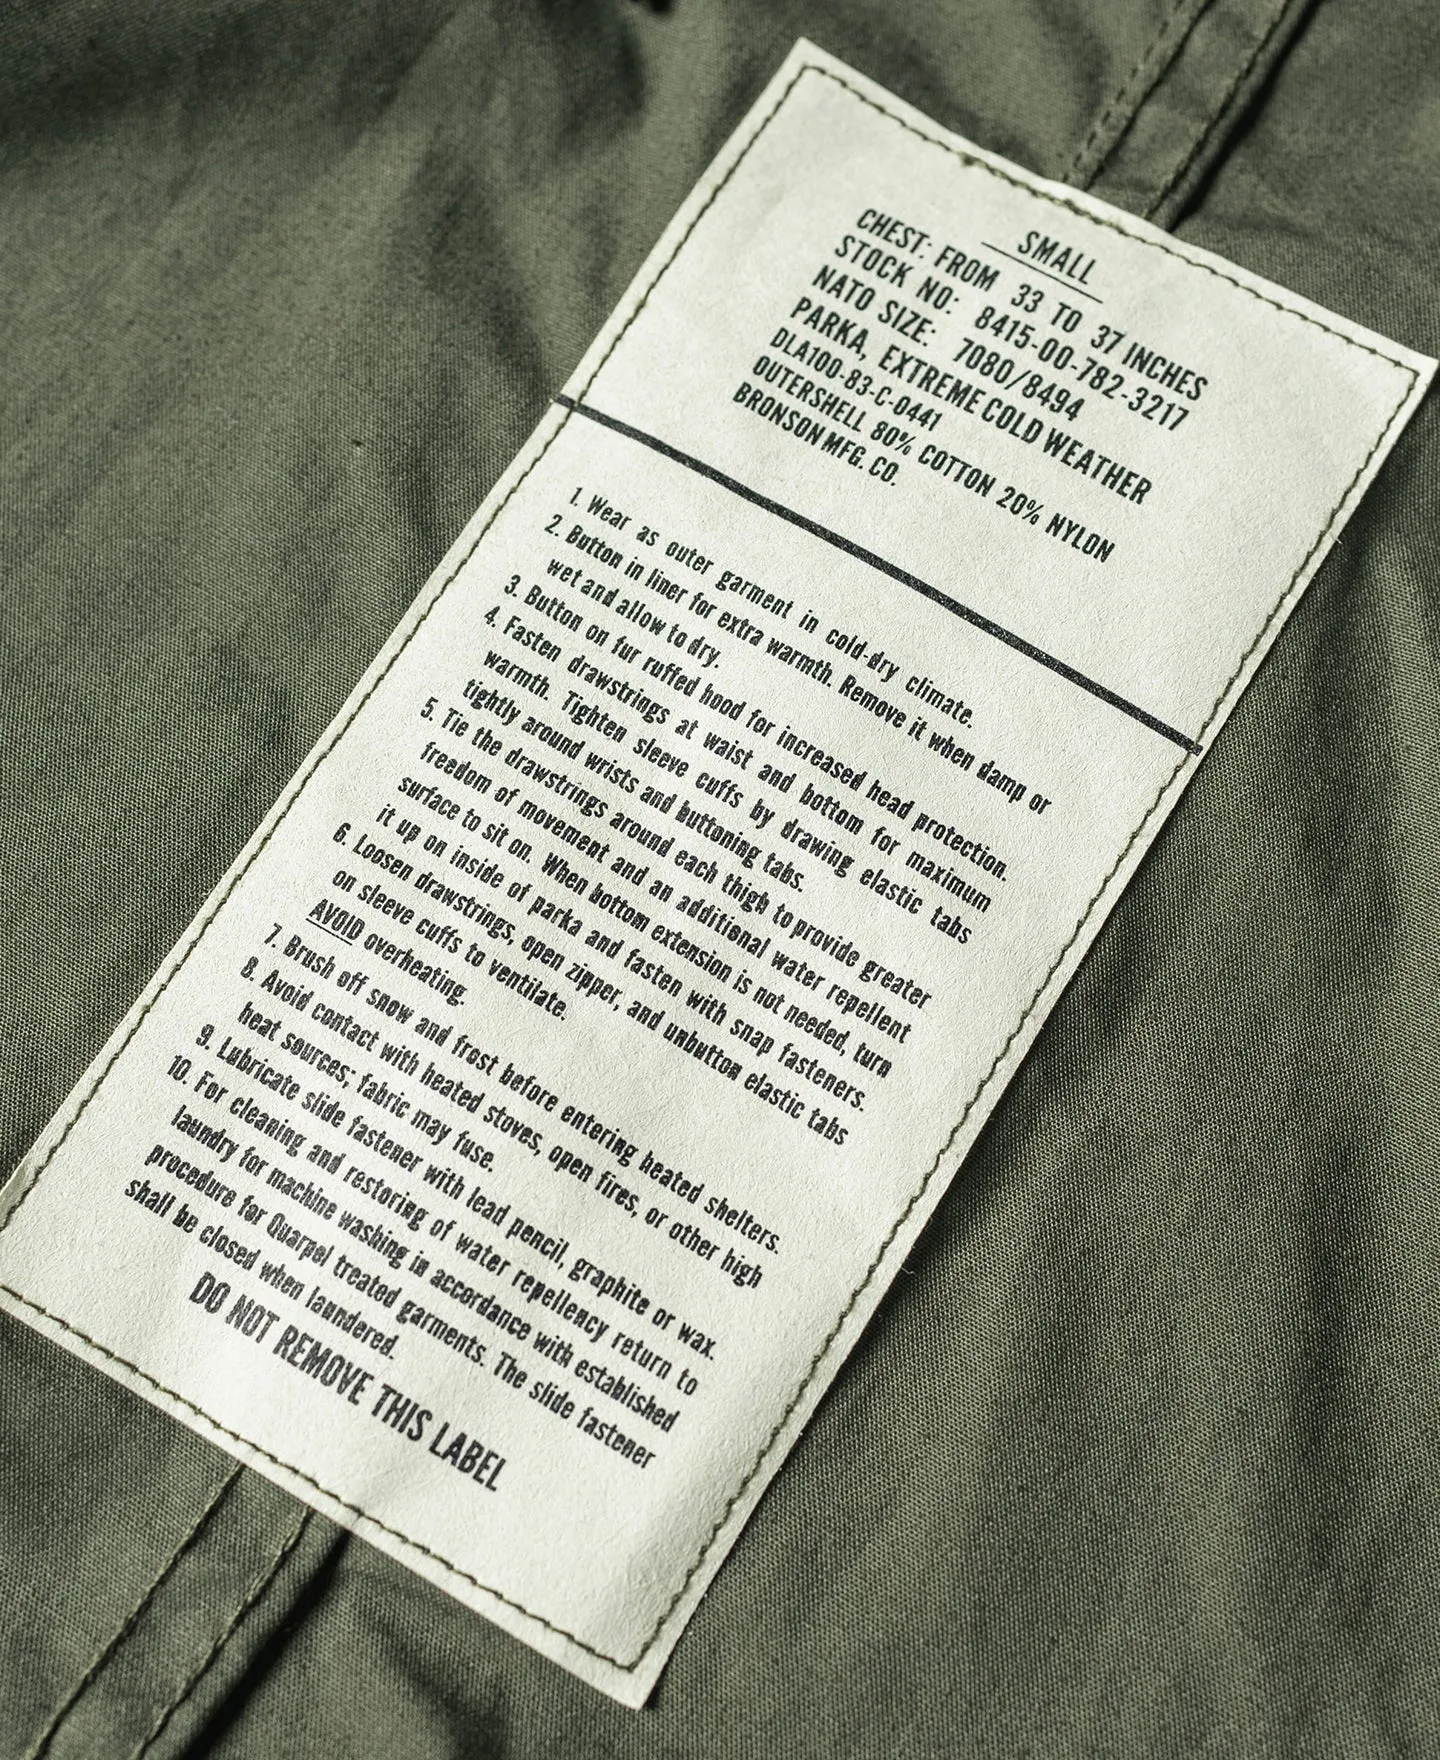 SMALL
CHEST: FROM 33 TO 37 INCHES
STOCK NO: 8415-00-782-3217
NATO SIZE: 7080/8494
PARKA, EXTREME COLD WEATHER
DLA100-83-C-0441
OUTERSHELL 80% COTTON 20% NYLON
BRONSON MFG. CO.
1. Wear as outer garment in cold-dry climate.
2. Button in liner for extra warmth. Remove it when damp or
wet and allow to dry.
3. Button on fur ruffed hood for increased head protection.
4. Fasten drawstrings at waist and bottom for maximum
warmth. Tighten sleeve cuffs by drawing elastic tabs
tightly around wrists and buttoning tabs.
5. Tie the drawstrings around each thigh to provide greater
freedom of movement and an additional water repellent
surface to sit on. When bottom extension is not needed, turn
it up on inside of parka and fasten with snap fasteners.
6. Loosen drawstrings, open zipper, and unbutton elastic tabs
on sleeve cuffs to ventilate.
AVOID overheating.
7. Brush off snow and frost before entering heated shelters.
8. Avoid contact with heated stoves, open fires, or other high
heat sources; fabric may fuse.
9. Lubricate slide fastener with lead pencil, graphite or wax.
10. For cleaning and restoring of water repellency return to
laundry for machine washing in accordance with established
procedure for Quarpel treated garments. The slide fastener
shall be closed when laundered.
DO NOT REMOVE THIS LABEL